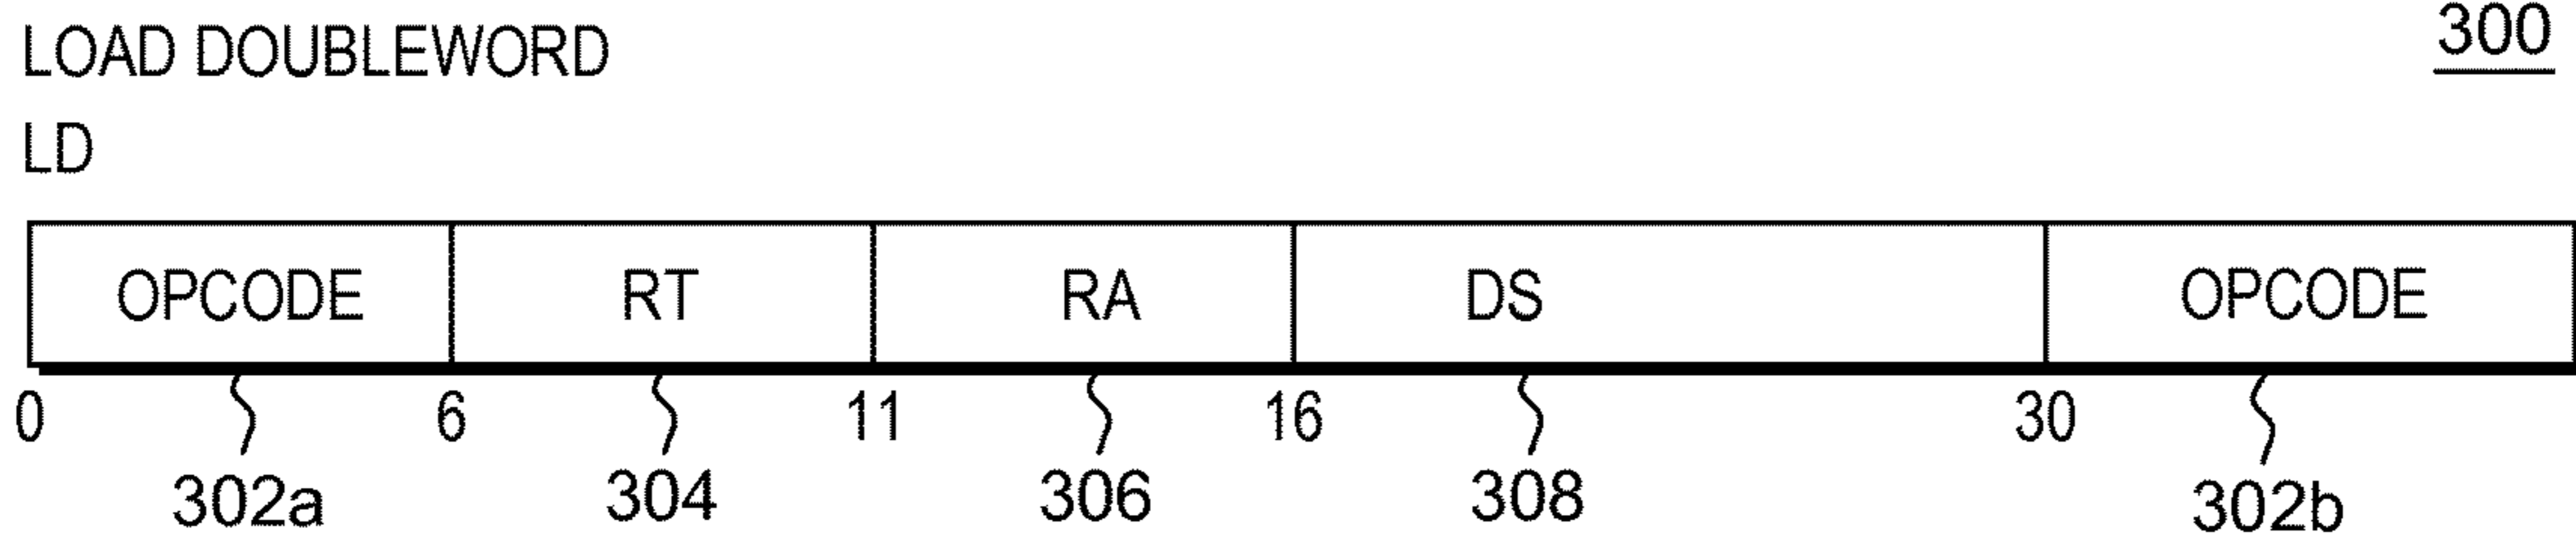 LOAD DOUBLEWORD 300
LD
OPCODE RT RA DS OPCODE
0 6 11 16 30
302a 304 306 308 302b